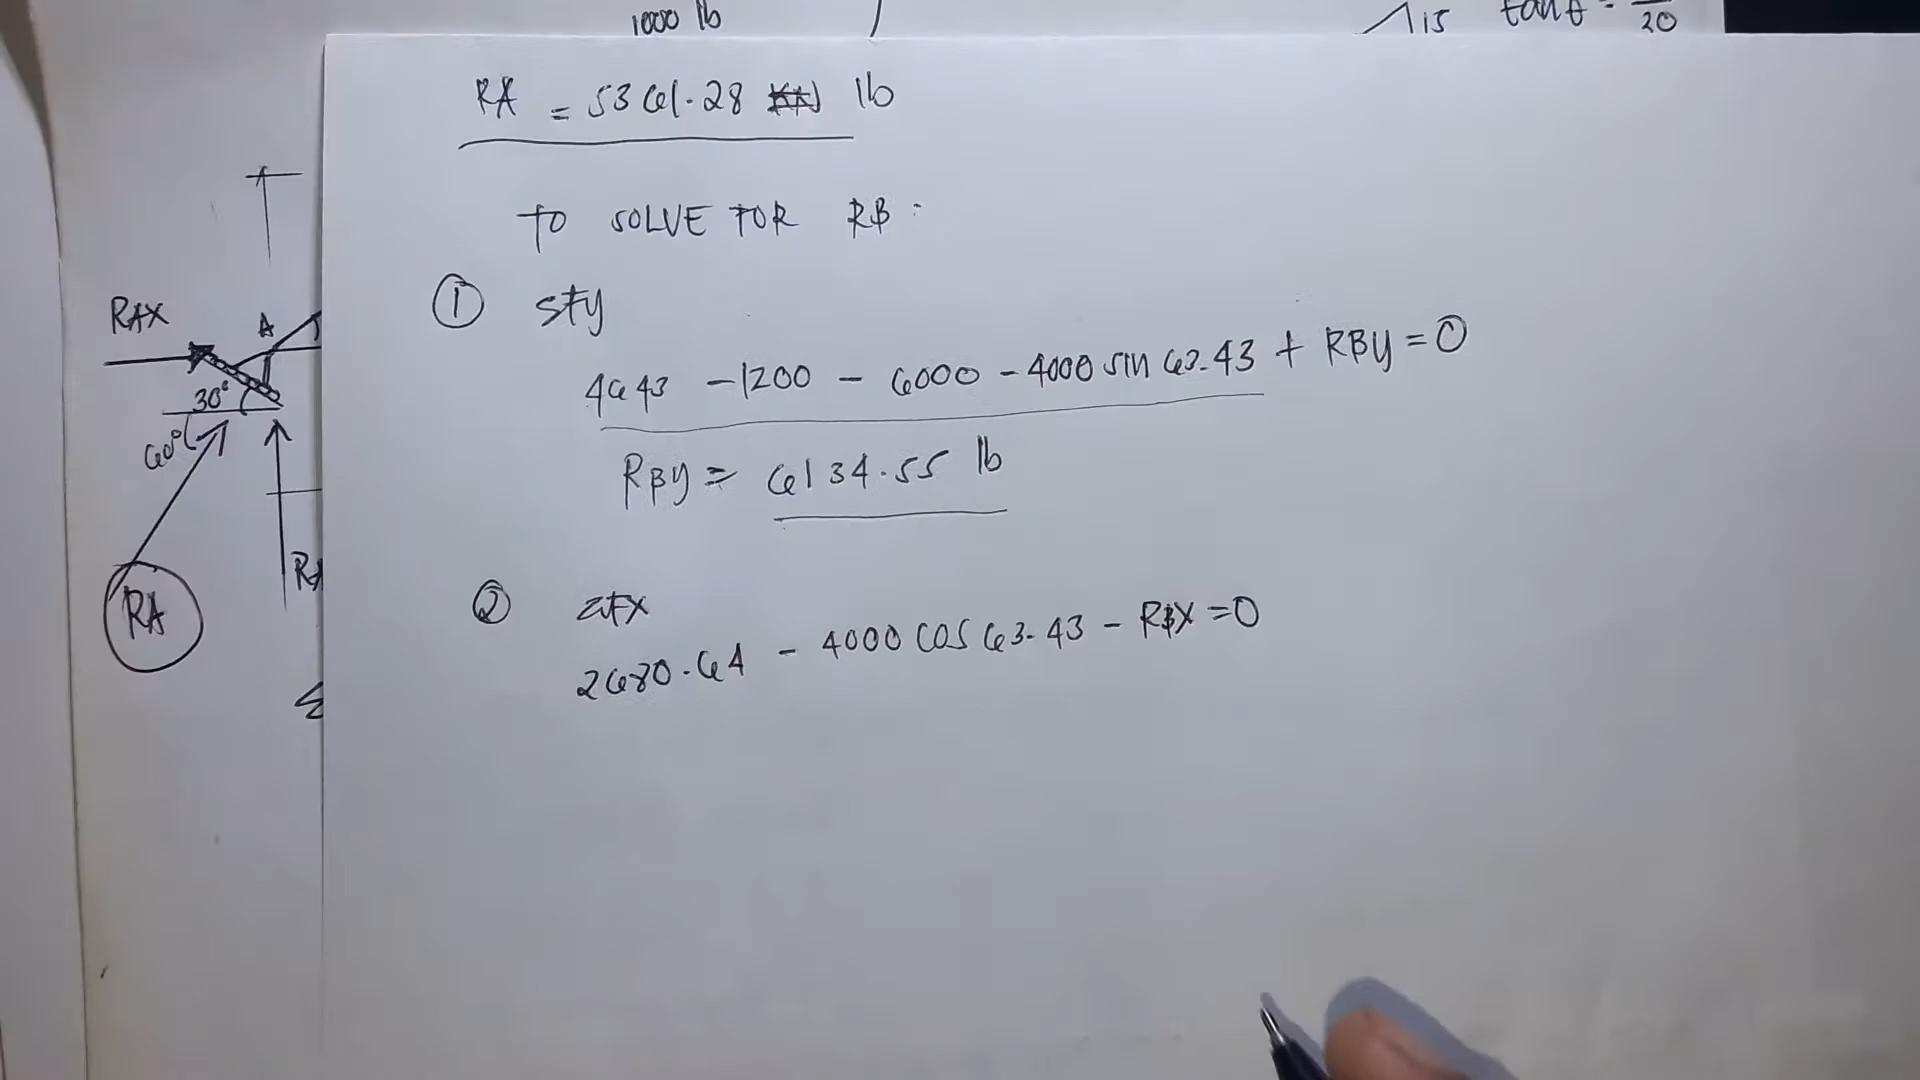 1000 lb
15 tanθ = 20
RA = 5361.28 lb
TO SOLVE FOR RB:
① ΣFy
4643 - 1200 - 6000 - 4000 sin 63.43 + RBy = 0
RBy = 6134.55 lb
② ΣFX
2680.64 - 4000 COS 63.43 - RBX = 0
RAX
A
30°
60°
RA
RA
Σ